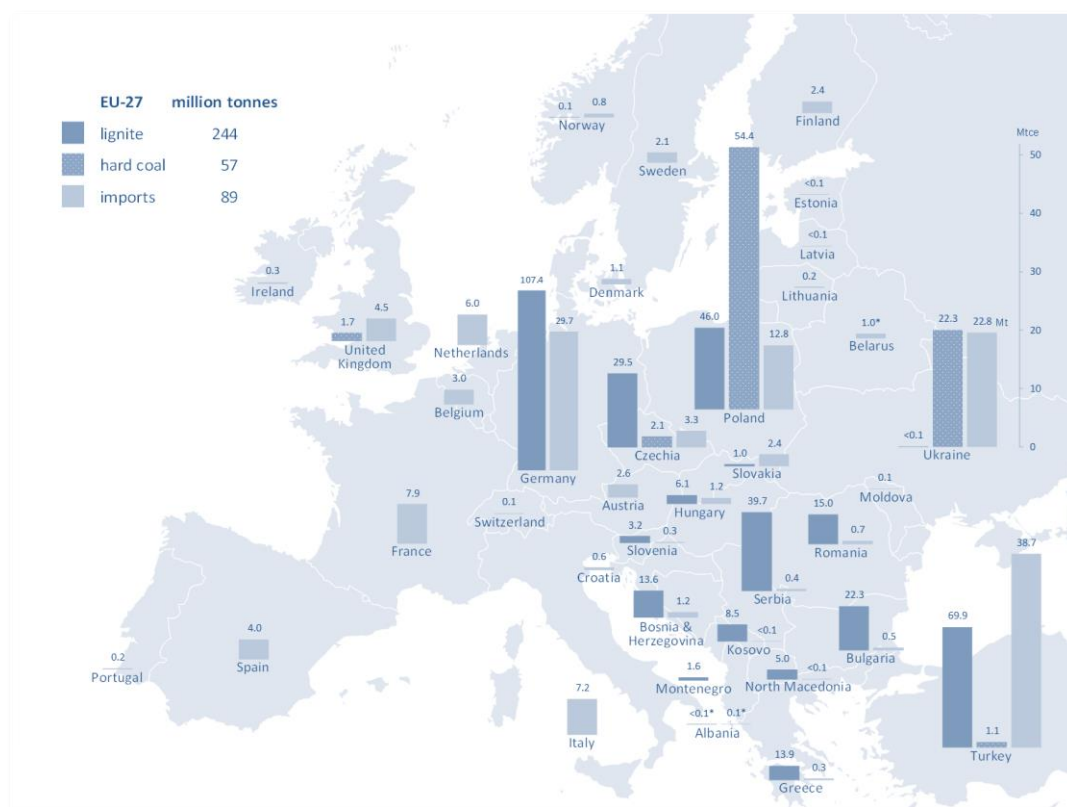 EU-27 million tonnes
lignite 244
hard coal 57
imports 89
0.1 0.8
Norway
2.4
Finland
Mtce
50
40
30
20
10
0
2.1
Sweden
54.4
<0.1
Estonia
<0.1
Latvia
0.2
Lithuania
0.3
Ireland
1.1
Denmark
107.4
29.7
Germany
1.7 4.5
United
Kingdom
6.0
Netherlands
46.0
12.8
Poland
1.0*
Belarus
22.3 22.8 Mt
<0.1
Ukraine
3.0
Belgium
29.5
2.1 3.3
Czechia
1.0 2.4
Slovakia
2.6
Austria
6.1 1.2
Hungary
0.1
Moldova
7.9
France
0.1
Switzerland
3.2 0.3
Slovenia
39.7
0.4
Serbia
15.0
0.7
Romania
38.7
0.6
Croatia
13.6
1.2
Bosnia &
Herzegovina
8.5
<0.1
Kosovo
22.3
0.5
Bulgaria
69.9
1.1
Turkey
4.0
Spain
0.2
Portugal
1.6
Montenegro
5.0 <0.1
North Macedonia
7.2
Italy
<0.1* 0.1*
Albania
13.9 0.3
Greece